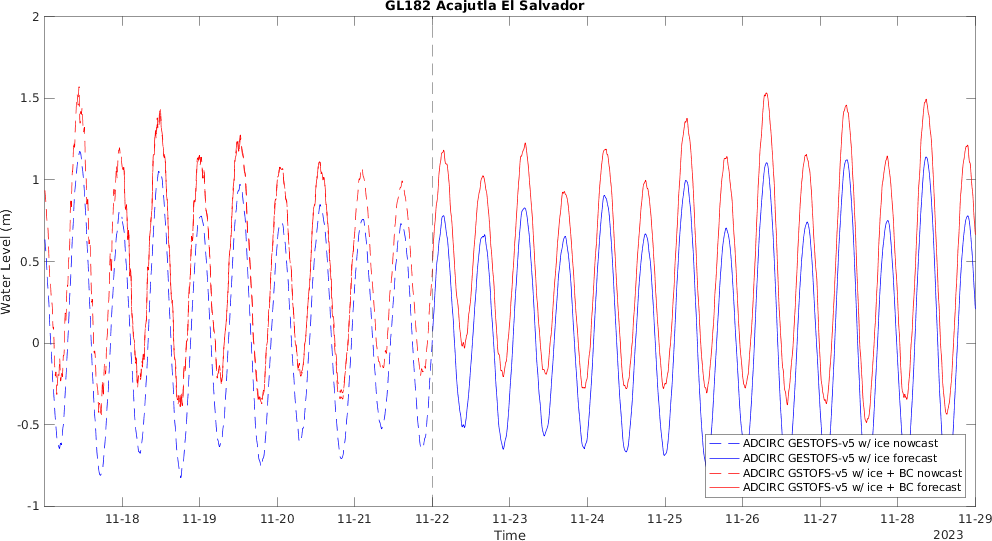 GL182 Acajutla El Salvador
2
1.5
1
0.5
0
-0.5
-1
Water Level (m)
ADCIRC GESTOFS-v5 w/ ice nowcast
ADCIRC GESTOFS-v5 w/ ice forecast
ADCIRC GSTOFS-v5 w/ ice + BC nowcast
ADCIRC GSTOFS-v5 w/ ice + BC forecast
11-18 11-19 11-20 11-21 11-22 11-23 11-24 11-25 11-26 11-27 11-28 11-29
Time
2023